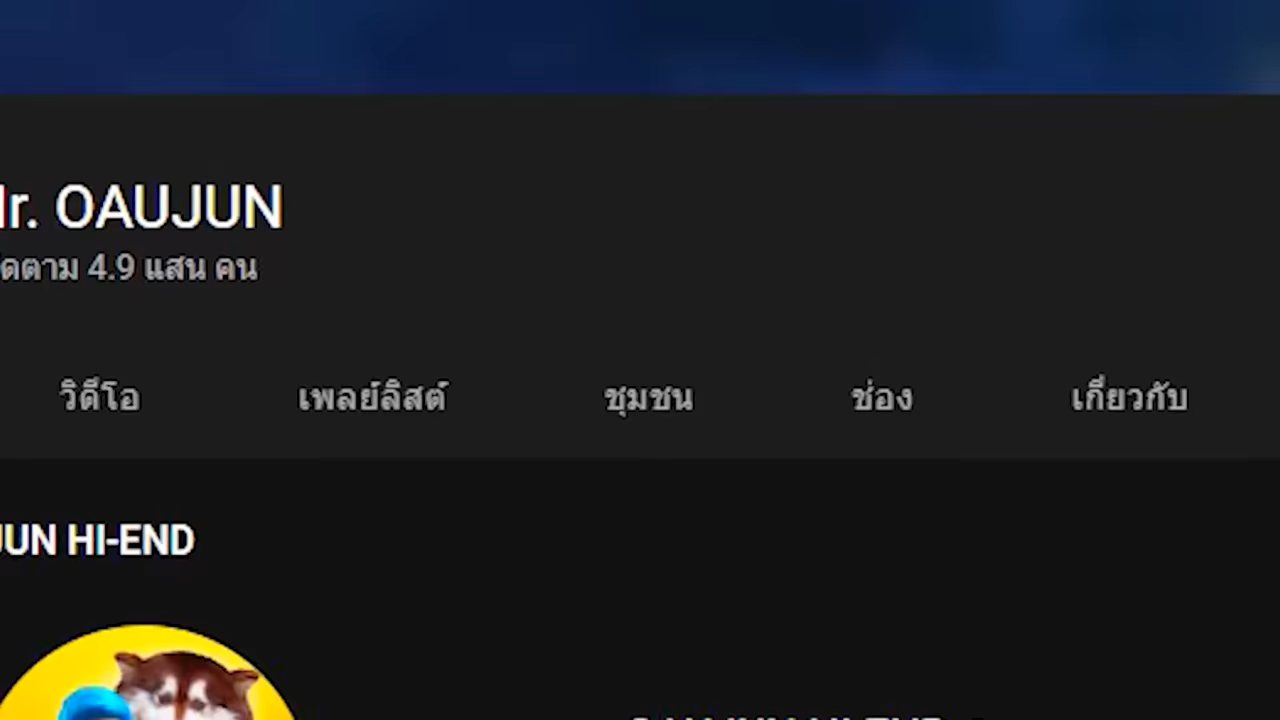 r. OAUJUN
ดตาม 4.9 แสน คน
วิดีโอ เพลย์ลิสต์ ชุมชน ช่อง เกี่ยวกับ
JUN HI-END